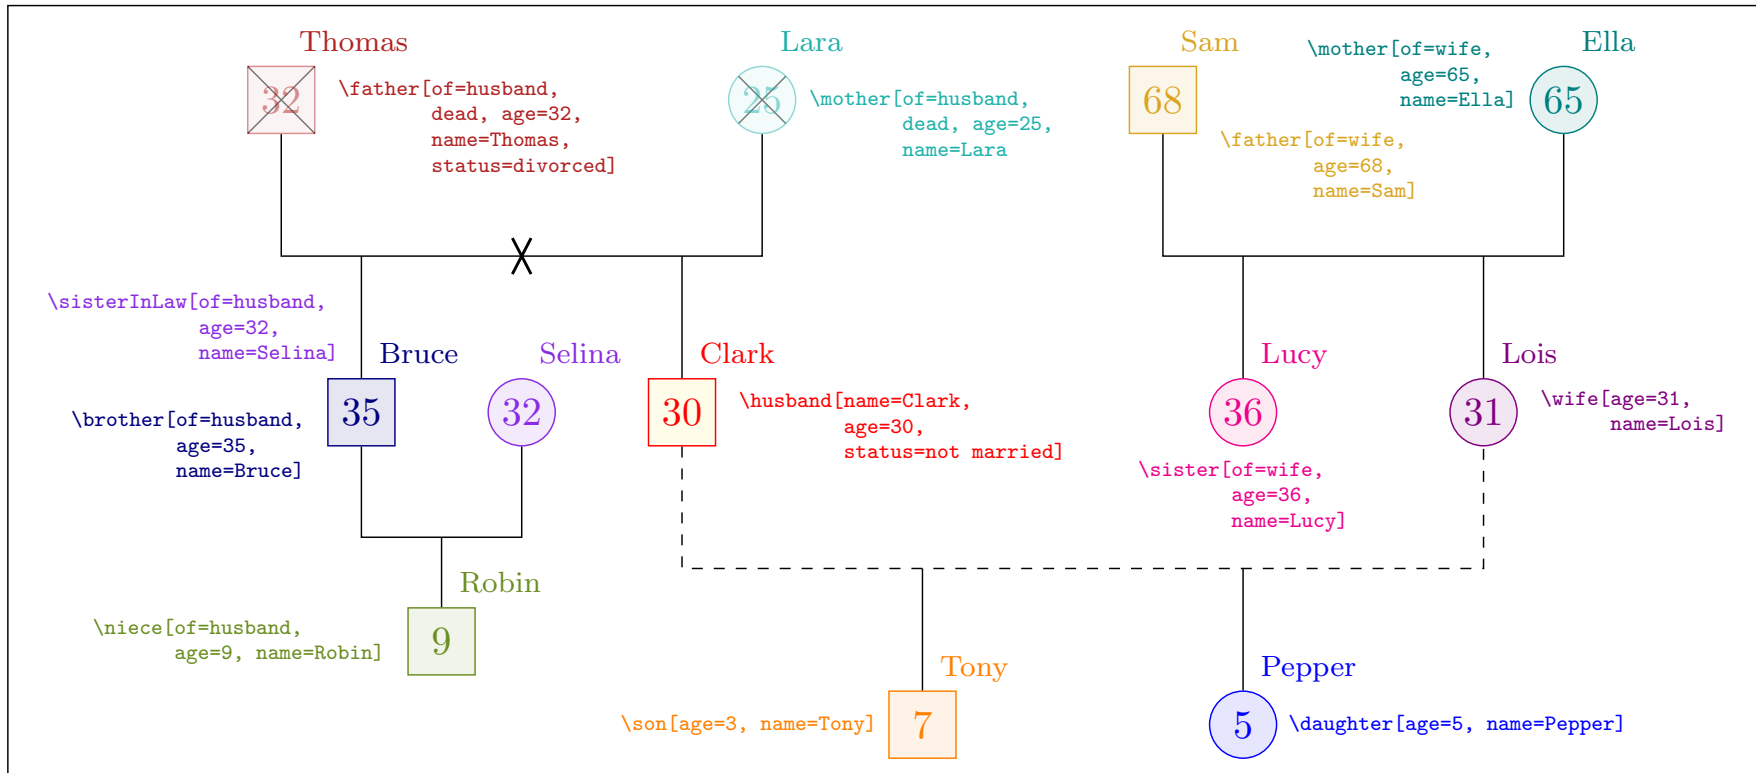 Thomas
32
\father[of=husband,
dead, age=32,
name=Thomas,
status=divorced]
Lara
25
\mother[of=husband,
dead, age=25,
name=Lara
Sam
68
\father[of=wife,
age=68,
name=Sam]
\mother[of=wife,
age=65,
name=Ella]
Ella
65
\sisterInLaw[of=husband,
age=32,
name=Selina]
Bruce
35
\brother[of=husband,
age=35,
name=Bruce]
Selina
32
Clark
30
\husband[name=Clark,
age=30,
status=not married]
Lucy
36
\sister[of=wife,
age=36,
name=Lucy]
Lois
31
\wife[age=31,
name=Lois]
Robin
9
\niece[of=husband,
age=9, name=Robin]
Tony
\son[age=3, name=Tony]
7
Pepper
5
\daughter[age=5, name=Pepper]